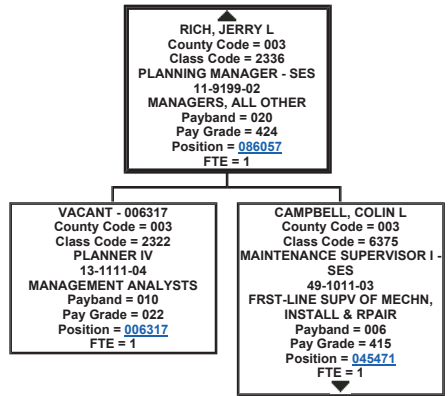 RICH, JERRY L
County Code = 003
Class Code = 2336
PLANNING MANAGER - SES
11-9199-02
MANAGERS, ALL OTHER
Payband = 020
Pay Grade = 424
Position = 086057
FTE = 1
VACANT - 006317
County Code = 003
Class Code = 2322
PLANNER IV
13-1111-04
MANAGEMENT ANALYSTS
Payband = 010
Pay Grade = 022
Position = 006317
FTE = 1
CAMPBELL, COLIN L
County Code = 003
Class Code = 6375
MAINTENANCE SUPERVISOR I -
SES
49-1011-03
FRST-LINE SUPV OF MECHN,
INSTALL & RPAIR
Payband = 006
Pay Grade = 415
Position = 045471
FTE = 1